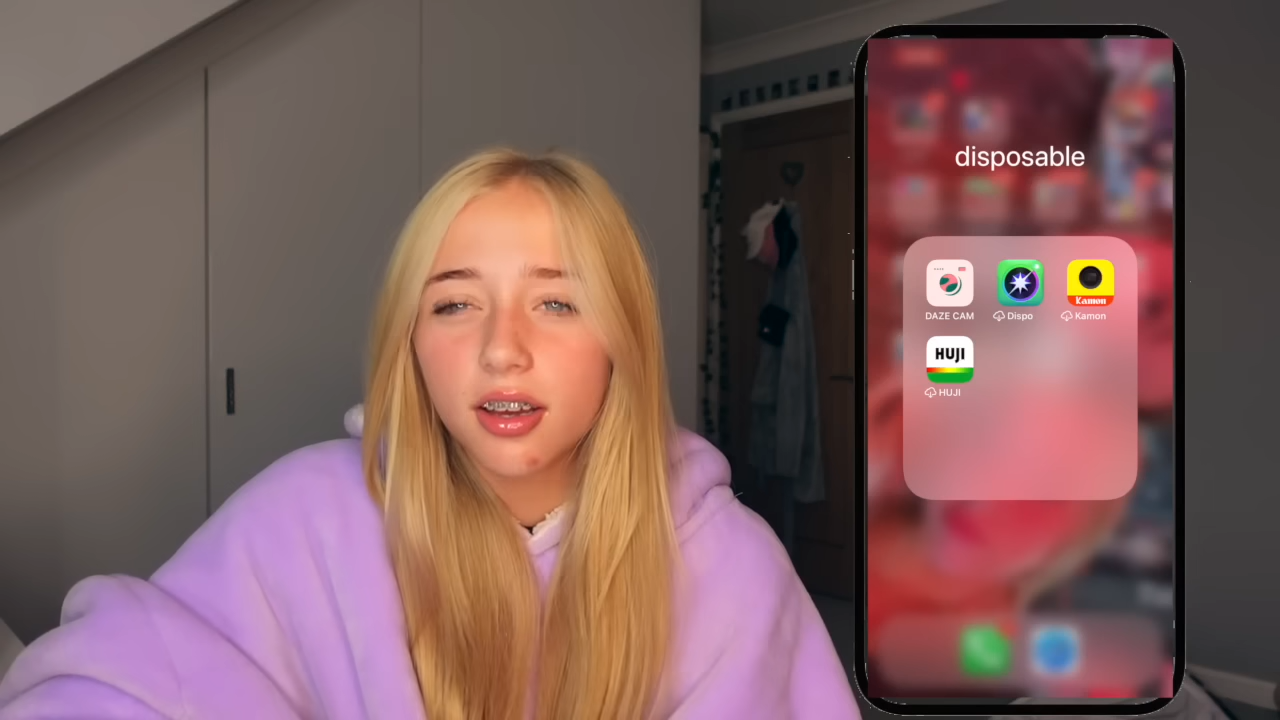 disposable
DAZE CAM
Dispo
Kamon
Kamon
HUJI
HUJI